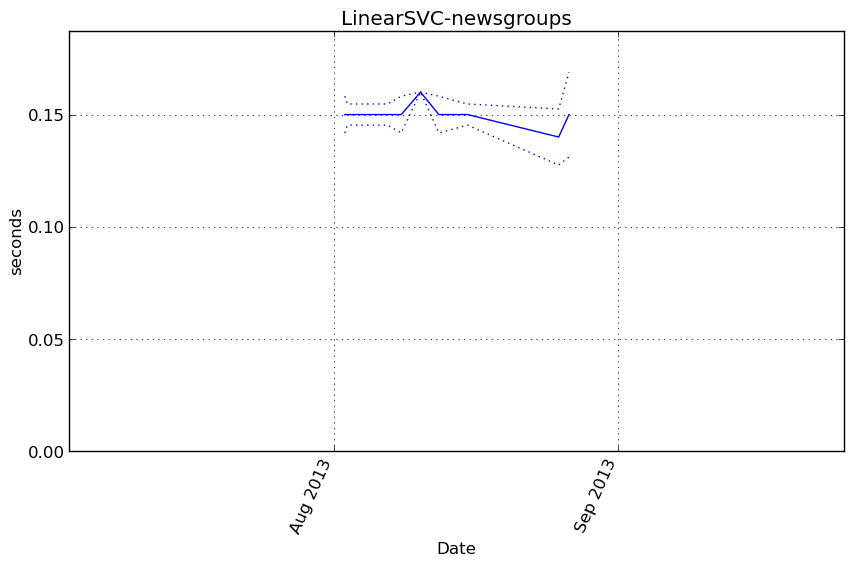 LinearSVC-newsgroups
seconds
0.15
0.10
0.05
0.00
Aug 2013
Sep 2013
Date